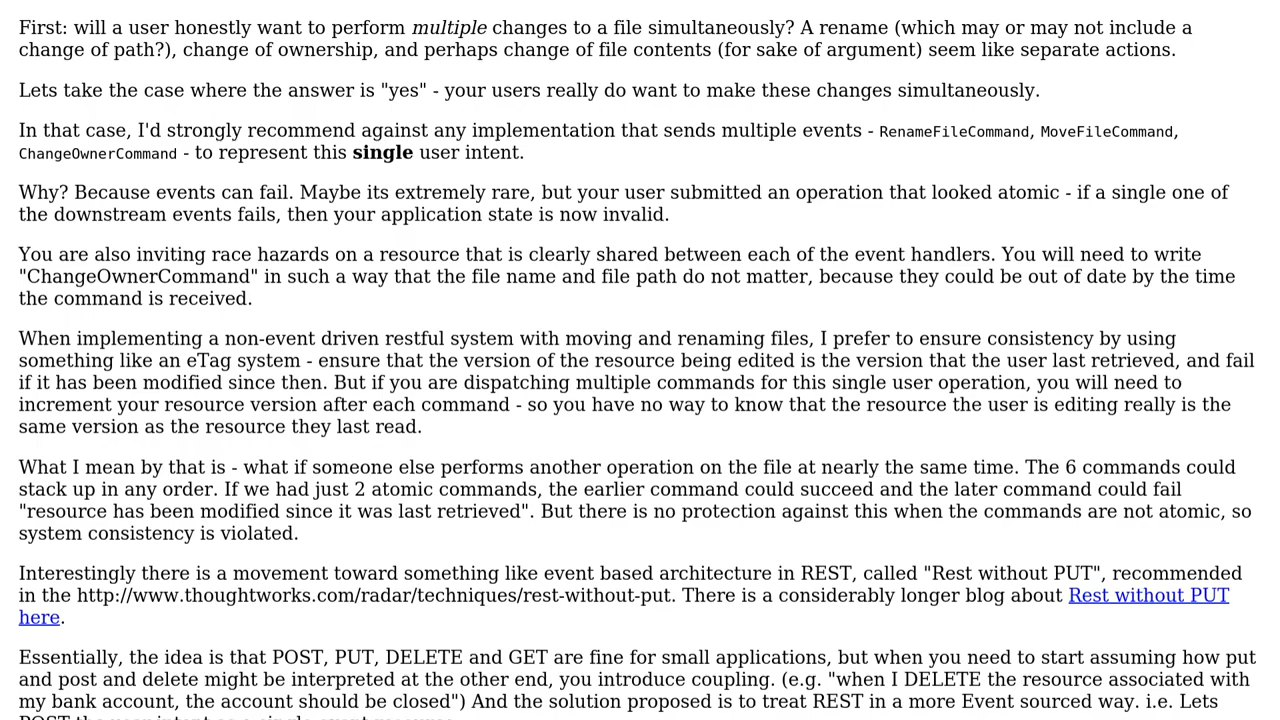 First: will a user honestly want to perform multiple changes to a file simultaneously? A rename (which may or may not include a
change of path?), change of ownership, and perhaps change of file contents (for sake of argument) seem like separate actions.
Lets take the case where the answer is "yes" - your users really do want to make these changes simultaneously.
In that case, I'd strongly recommend against any implementation that sends multiple events - RenameFileCommand, MoveFileCommand,
ChangeOwnerCommand - to represent this single user intent.
Why? Because events can fail. Maybe its extremely rare, but your user submitted an operation that looked atomic - if a single one of
the downstream events fails, then your application state is now invalid.
You are also inviting race hazards on a resource that is clearly shared between each of the event handlers. You will need to write
"ChangeOwnerCommand" in such a way that the file name and file path do not matter, because they could be out of date by the time
the command is received.
When implementing a non-event driven restful system with moving and renaming files, I prefer to ensure consistency by using
something like an eTag system - ensure that the version of the resource being edited is the version that the user last retrieved, and fail
if it has been modified since then. But if you are dispatching multiple commands for this single user operation, you will need to
increment your resource version after each command - so you have no way to know that the resource the user is editing really is the
same version as the resource they last read.
What I mean by that is - what if someone else performs another operation on the file at nearly the same time. The 6 commands could
stack up in any order. If we had just 2 atomic commands, the earlier command could succeed and the later command could fail
"resource has been modified since it was last retrieved". But there is no protection against this when the commands are not atomic, so
system consistency is violated.
Interestingly there is a movement toward something like event based architecture in REST, called "Rest without PUT", recommended
in the http://www.thoughtworks.com/radar/techniques/rest-without-put. There is a considerably longer blog about Rest without PUT
here.
Essentially, the idea is that POST, PUT, DELETE and GET are fine for small applications, but when you need to start assuming how put
and post and delete might be interpreted at the other end, you introduce coupling. (e.g. "when I DELETE the resource associated with
my bank account, the account should be closed") And the solution proposed is to treat REST in a more Event sourced way. i.e. Lets
POST the user intent as a single event resource.